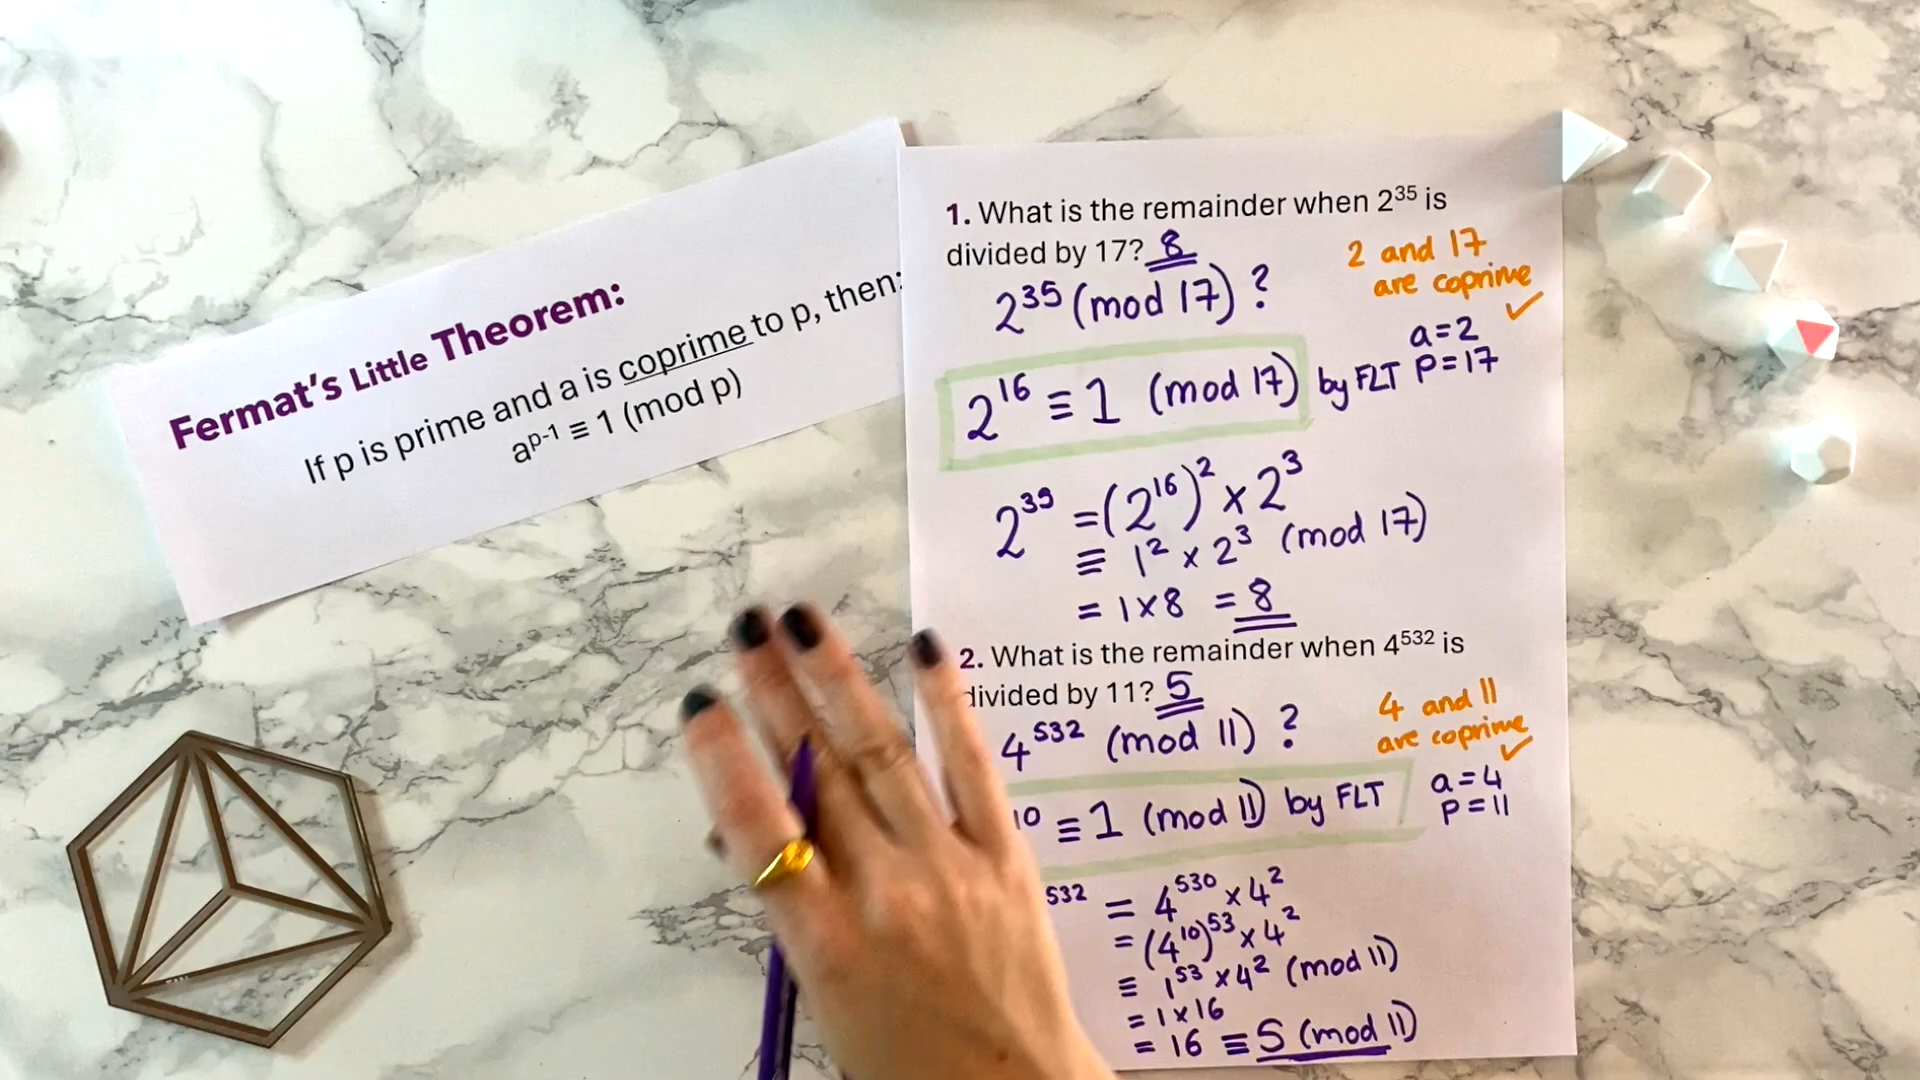 Fermat's Little Theorem:
If p is prime and a is coprime to p, then:
a^{p-1} ≡ 1 (mod p)
1. What is the remainder when 2^{35} is
divided by 17? 8
2 and 17
are coprime
✓
2^{35} (mod 17) ?
a=2
p=17
2^{16} ≡ 1 (mod 17) by FLT
2^{35} = (2^{16})^2 × 2^3
≡ 1^2 × 2^3 (mod 17)
= 1×8 = 8
2. What is the remainder when 4^{532} is
divided by 11? 5
4 and 11
are coprime
✓
4^{532} (mod 11) ?
a=4
p=11
10 ≡ 1 (mod 11) by FLT
532 = 4^{530} × 4^2
= (4^{10})^{53} × 4^2
≡ 1^{53} × 4^2 (mod 11)
= 1×16
= 16 ≡ 5 (mod 11)